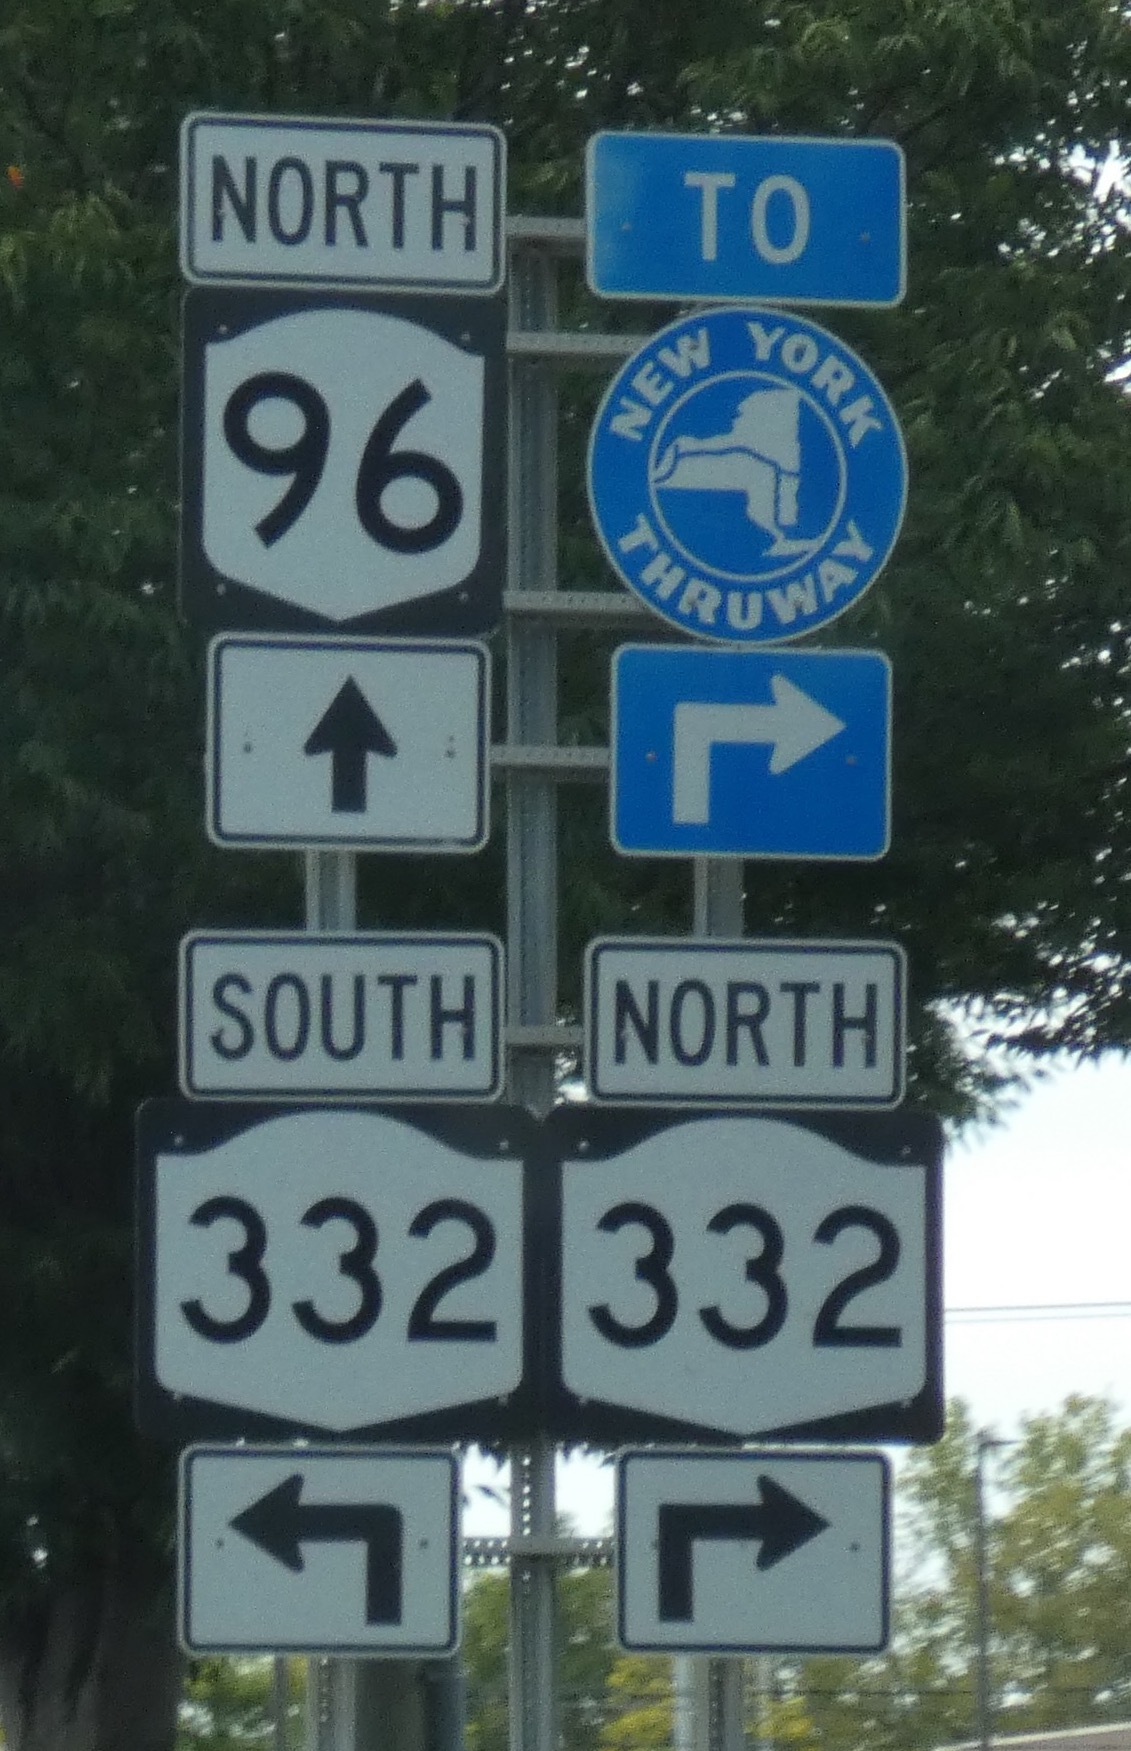 NORTH
96
TO
NEW YORK
THRUWAY
SOUTH
332
NORTH
332